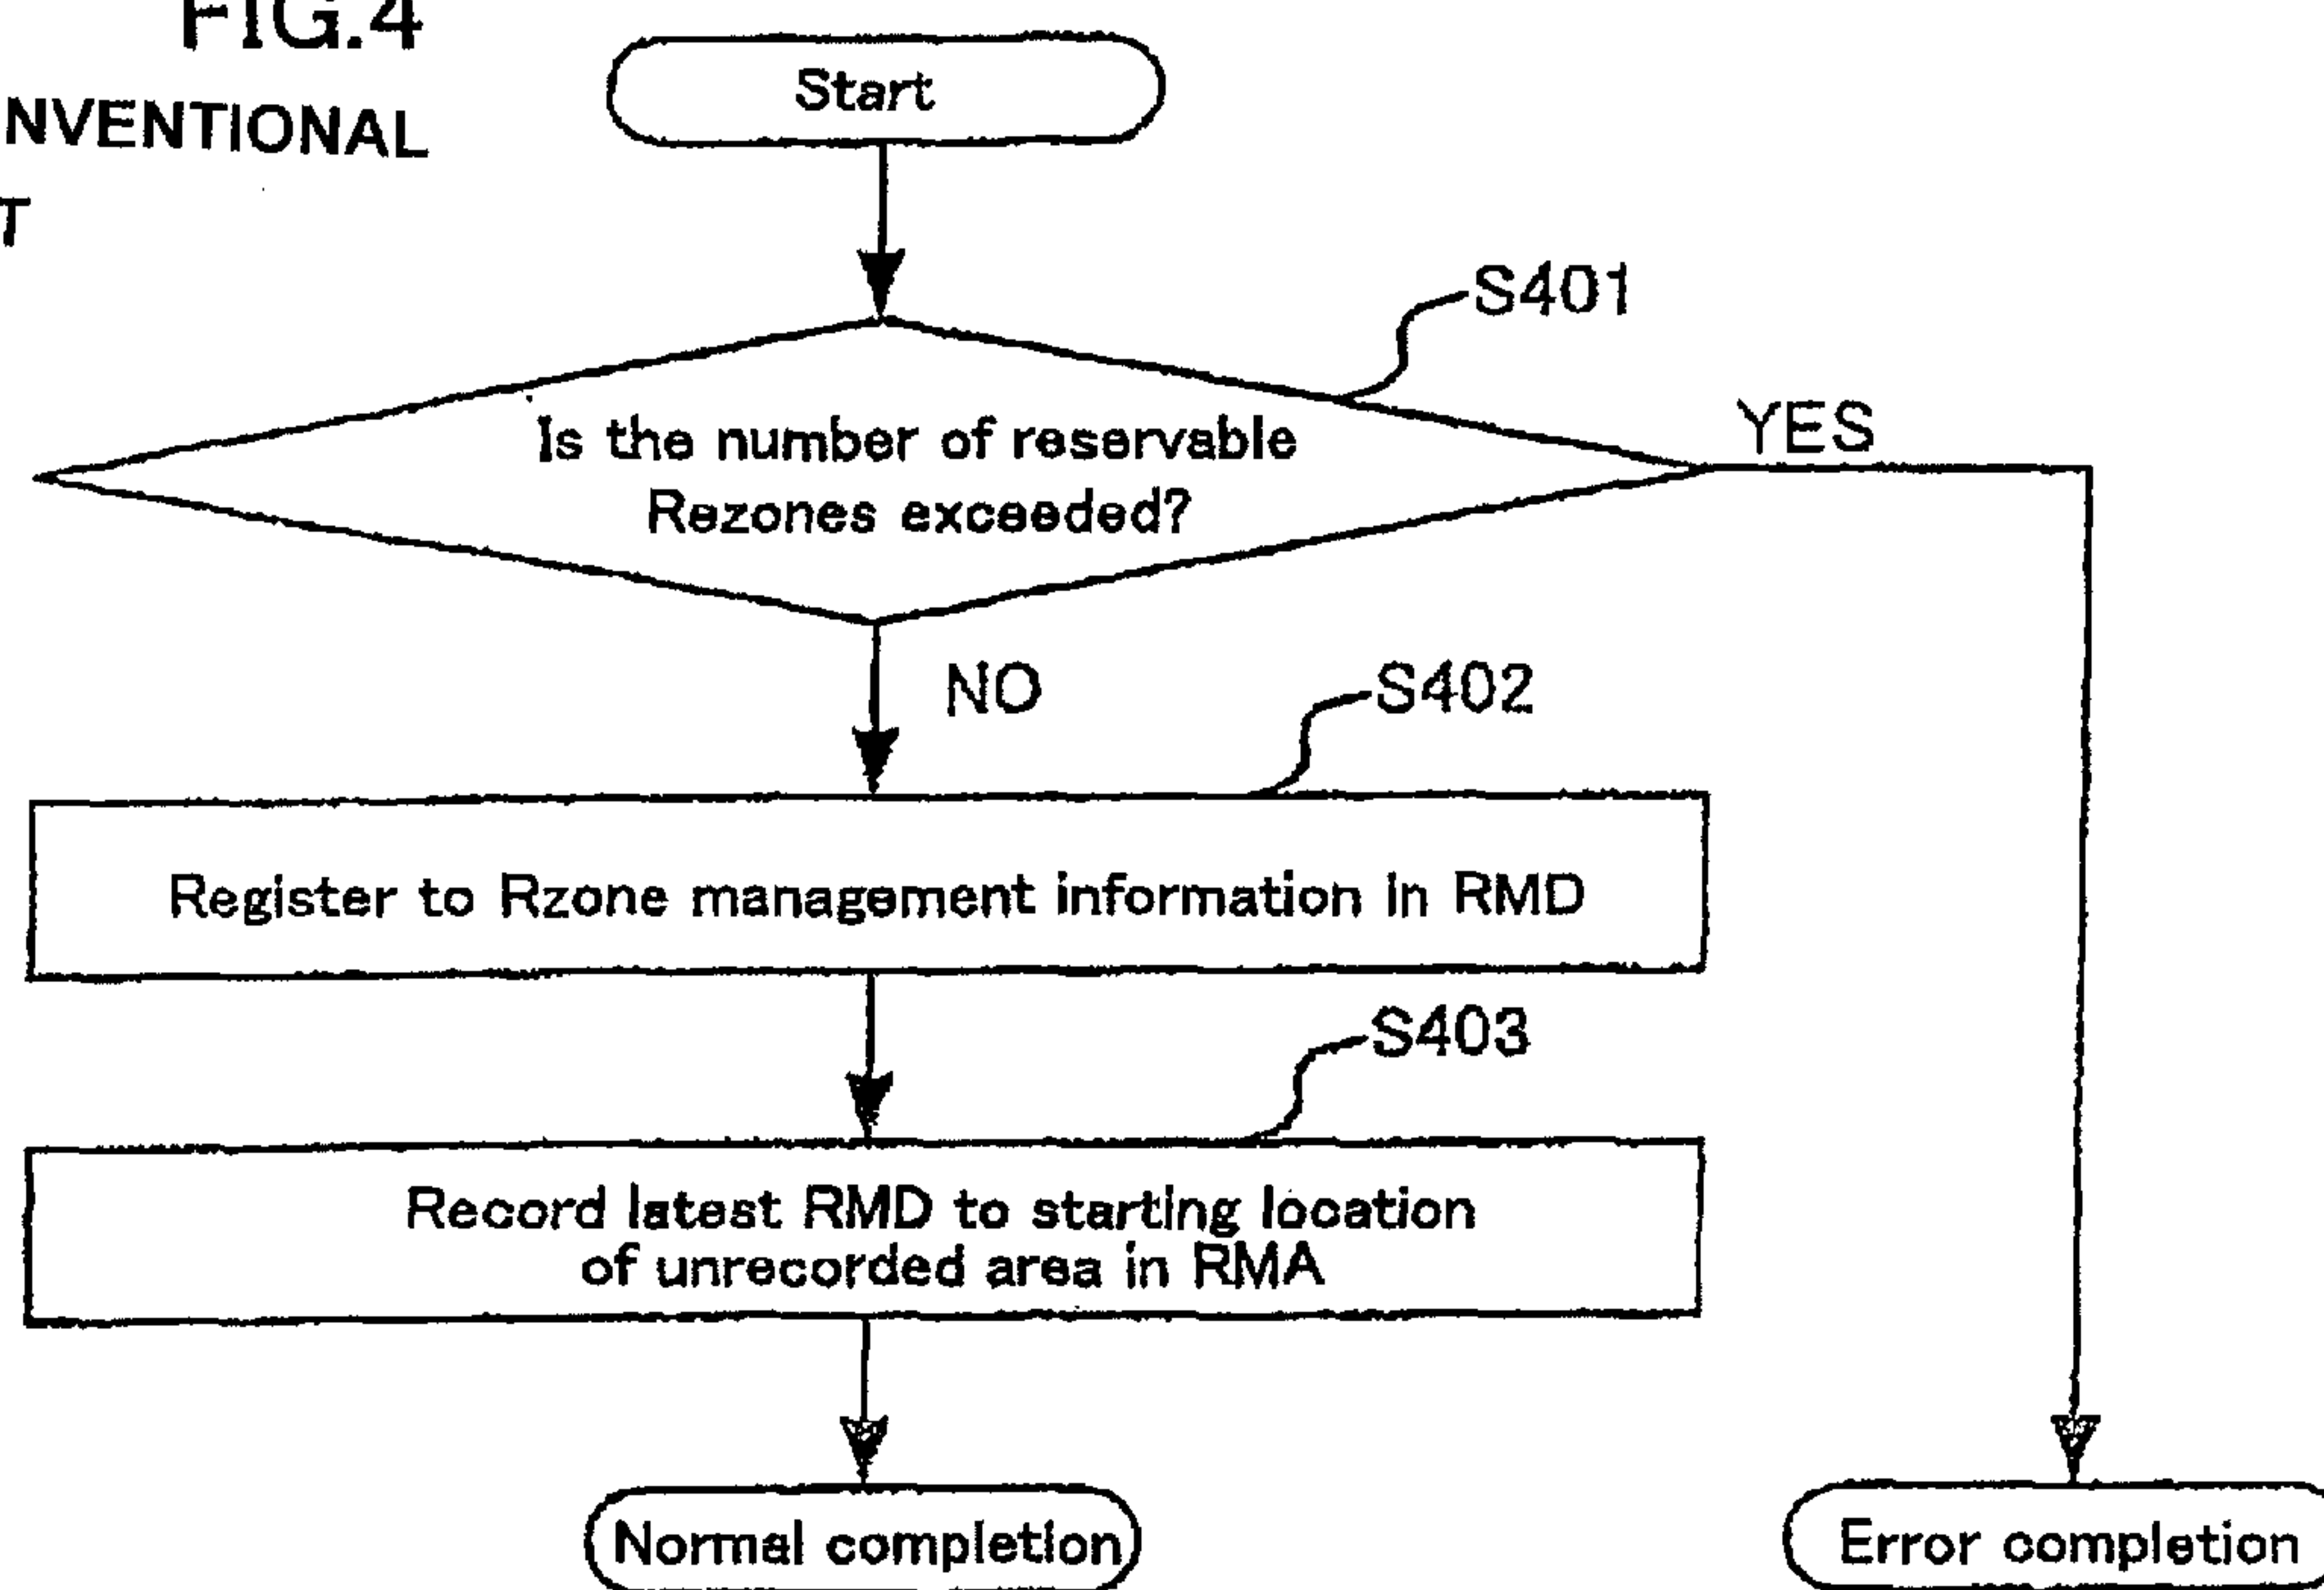 FIG.4
NVENTIONAL
T
Start
S401
Is the number of reservable
Rezones exceeded?
YES
NO
S402
Register to Rzone management information in RMD
S403
Record latest RMD to starting location
of unrecorded area in RMA
Normal completion
Error completion